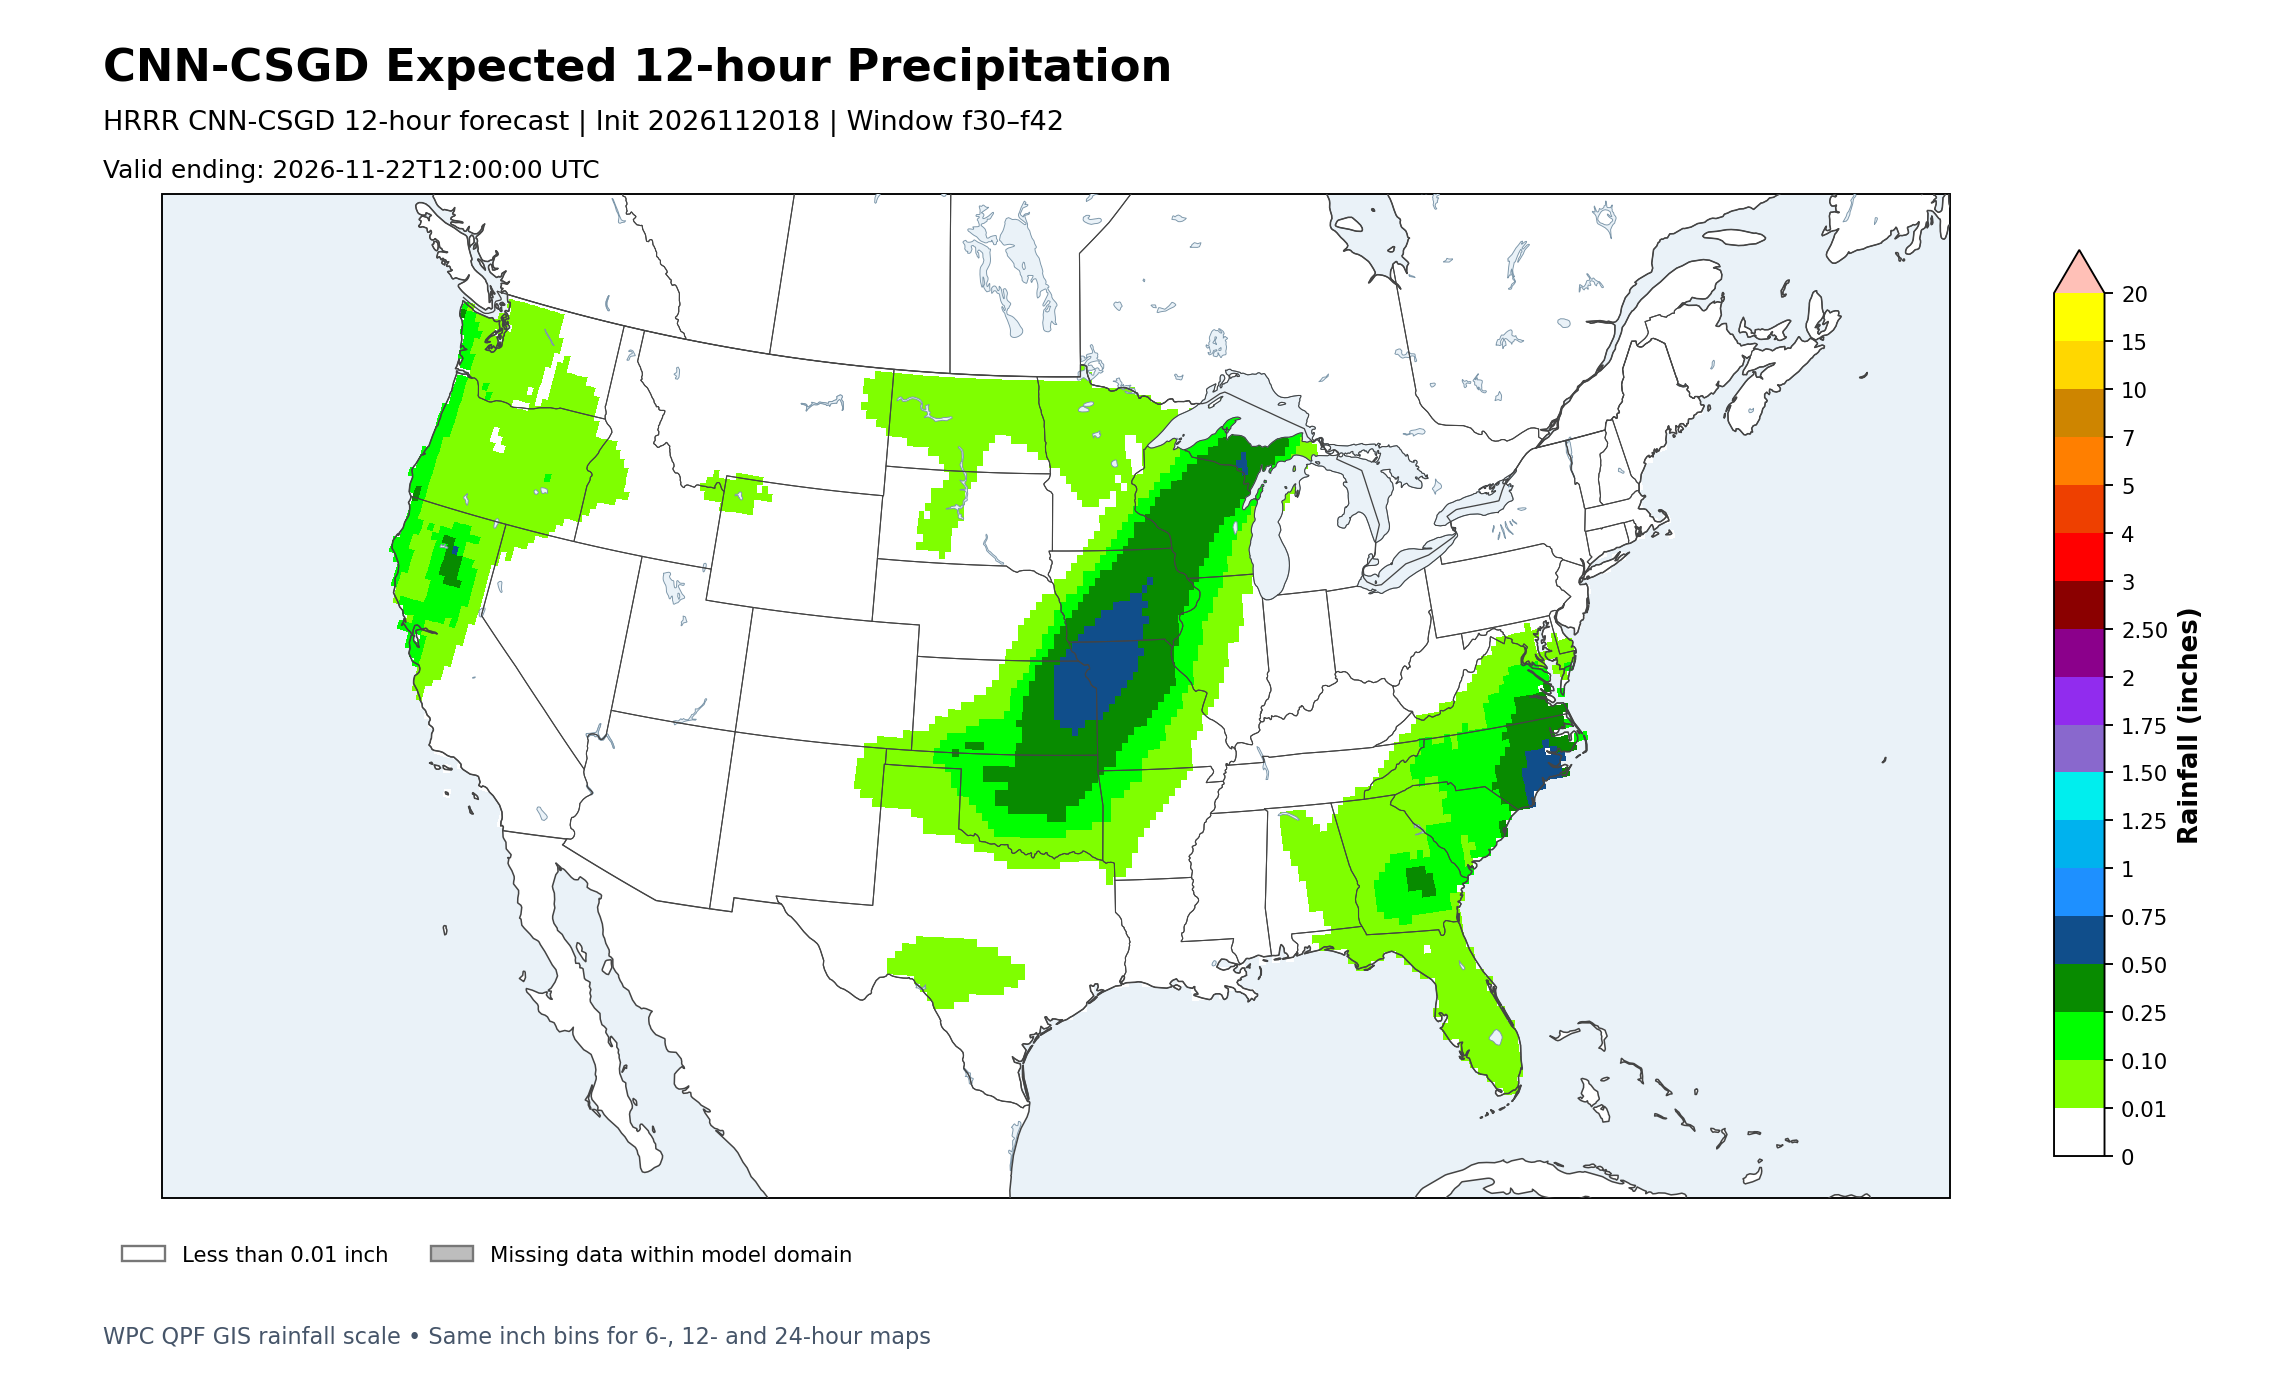 CNN-CSGD Expected 12-hour Precipitation
HRRR CNN-CSGD 12-hour forecast | Init 2026112018 | Window f30–f42
Valid ending: 2026-11-22T12:00:00 UTC
20
15
10
7
5
4
3
2.50
2
1.75
1.50
1.25
1
0.75
0.50
0.25
0.10
0.01
0
Rainfall (inches)
Less than 0.01 inch
Missing data within model domain
WPC QPF GIS rainfall scale • Same inch bins for 6-, 12- and 24-hour maps